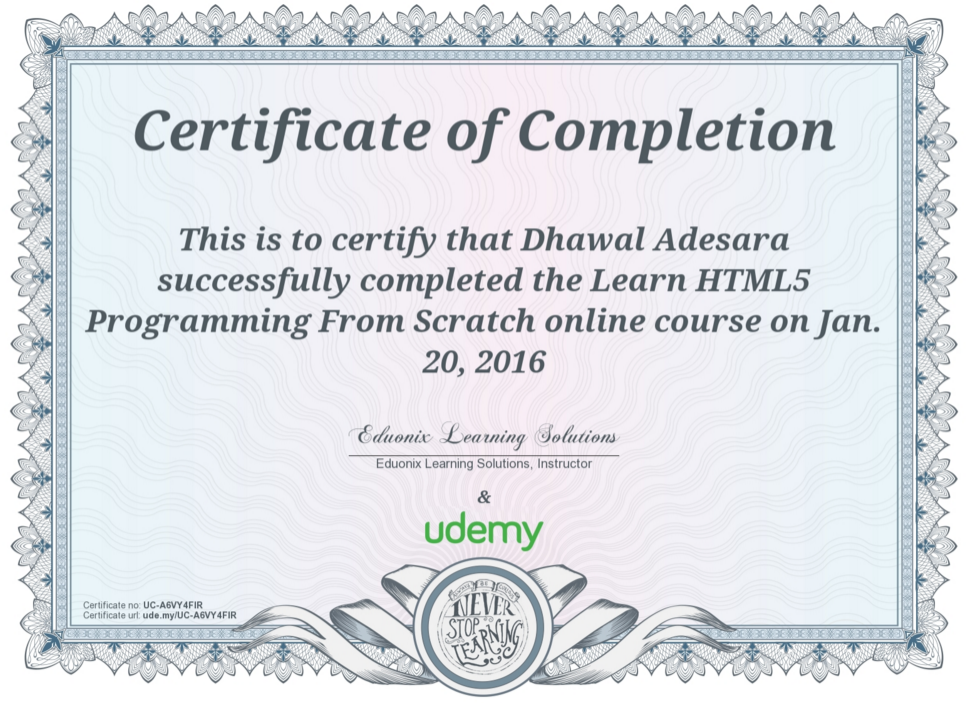 Certificate of Completion
This is to certify that Dhawal Adesara
successfully completed the Learn HTML5
Programming From Scratch online course on Jan.
20, 2016
Eduonix Learning Solutions
Eduonix Learning Solutions, Instructor
&
udemy
Certificate no: UC-A6VY4FIR
Certificate url: ude.my/UC-A6VY4FIR
NEVER
STOP
LEARNING